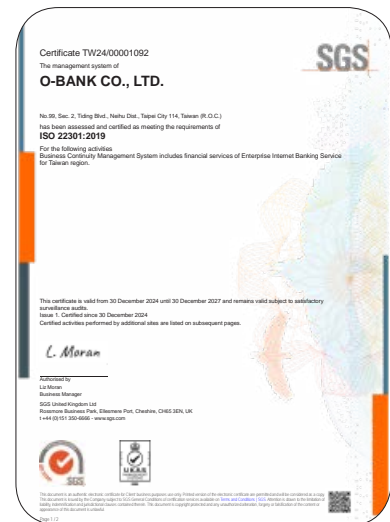 Certificate TW24/00001092
SGS
The management system of
O-BANK CO., LTD.
No.99, Sec. 2, Tiding Blvd., Neihu Dist., Taipei City 114, Taiwan (R.O.C.)
has been assessed and certified as meeting the requirements of
ISO 22301:2019
For the following activities
Business Continuity Management System includes financial services of Enterprise Internet Banking Service
for Taiwan region.
This certificate is valid from 30 December 2024 until 30 December 2027 and remains valid subject to satisfactory
surveillance audits.
Issue 1. Certified since 30 December 2024
Certified activities performed by additional sites are listed on subsequent pages.
L. Moran
Authorised by
Liz Moran
Business Manager
SGS United Kingdom Ltd
Rossmore Business Park, Ellesmere Port, Cheshire, CH65 3EN, UK
t +44 (0)151 350-6666 - www.sgs.com
SGS
UKAS
Page 1 / 2